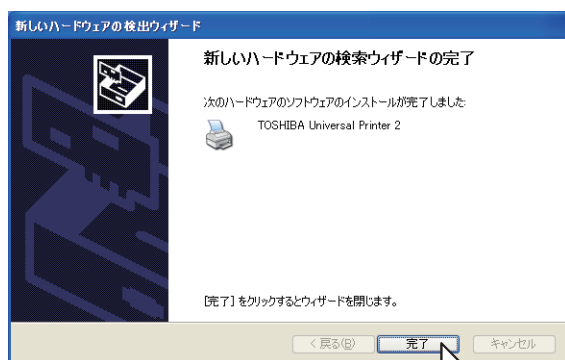 新しいハードウェアの検出ウィザード
新しいハードウェアの検索ウィザードの完了
次のハードウェアのソフトウェアのインストールが完了しました:
TOSHIBA Universal Printer 2
[完了] をクリックするとウィザードを閉じます。
< 戻る(B) 完了 キャンセル